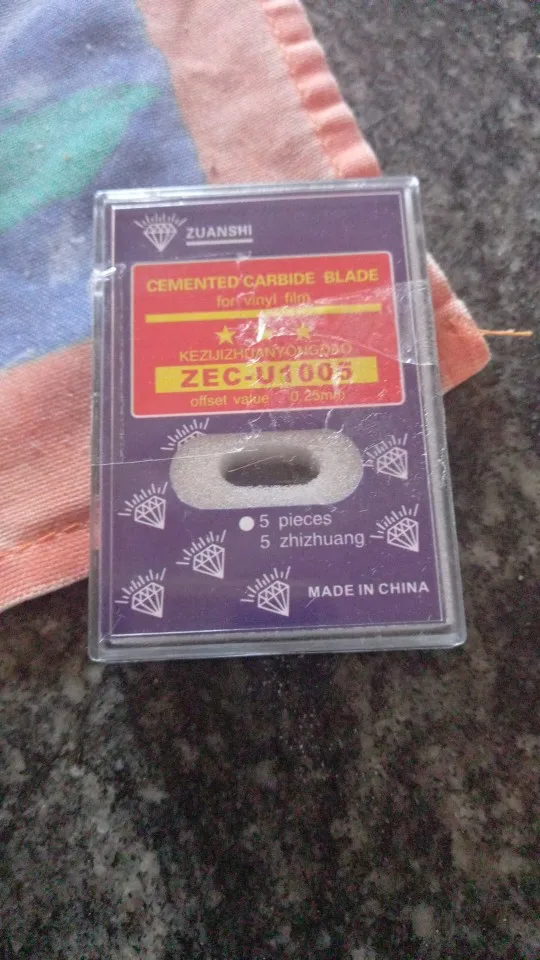 ZUANSHI
CEMENTED CARBIDE BLADE
for vinyl film
KEZIJIZHUANYONGDAO
ZEC-U1005
offset value 0.25mm
5 pieces
5 zhizhuang
MADE IN CHINA